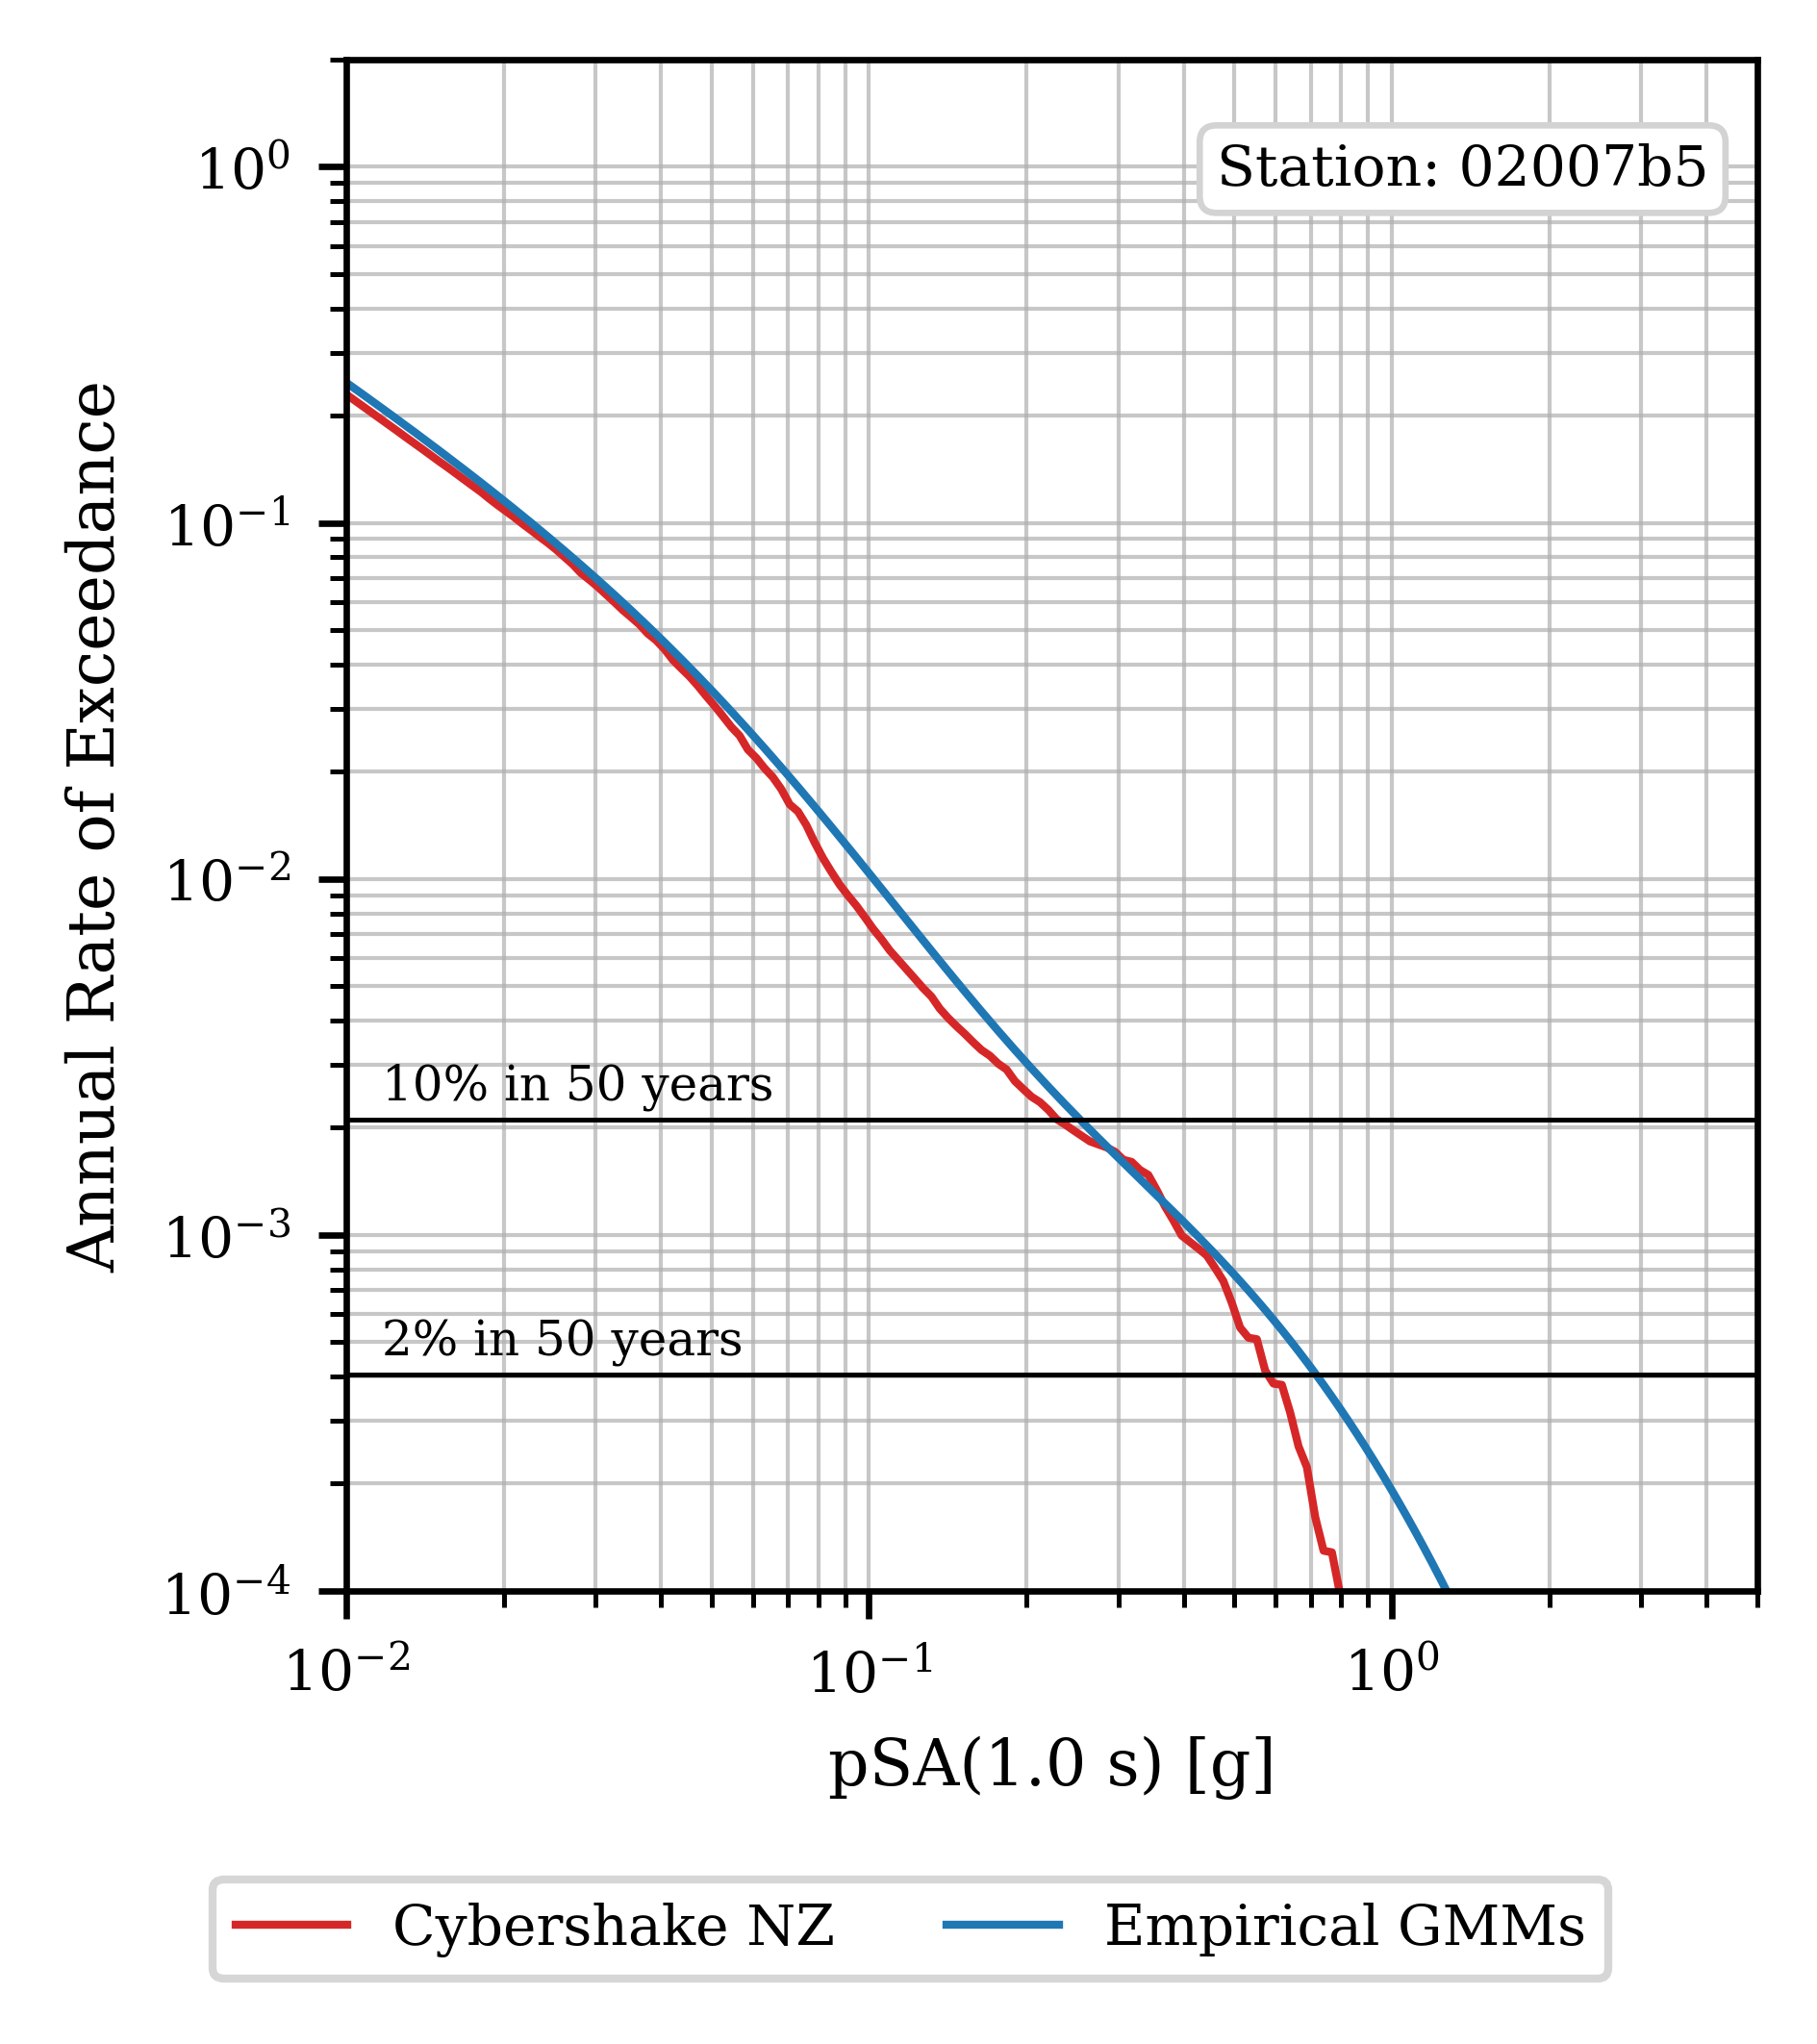 Station: 02007b5
Annual Rate of Exceedance
10⁰
10⁻¹
10⁻²
10⁻³
10⁻⁴
10% in 50 years
2% in 50 years
10⁻² 10⁻¹ 10⁰
pSA(1.0 s) [g]
Cybershake NZ Empirical GMMs